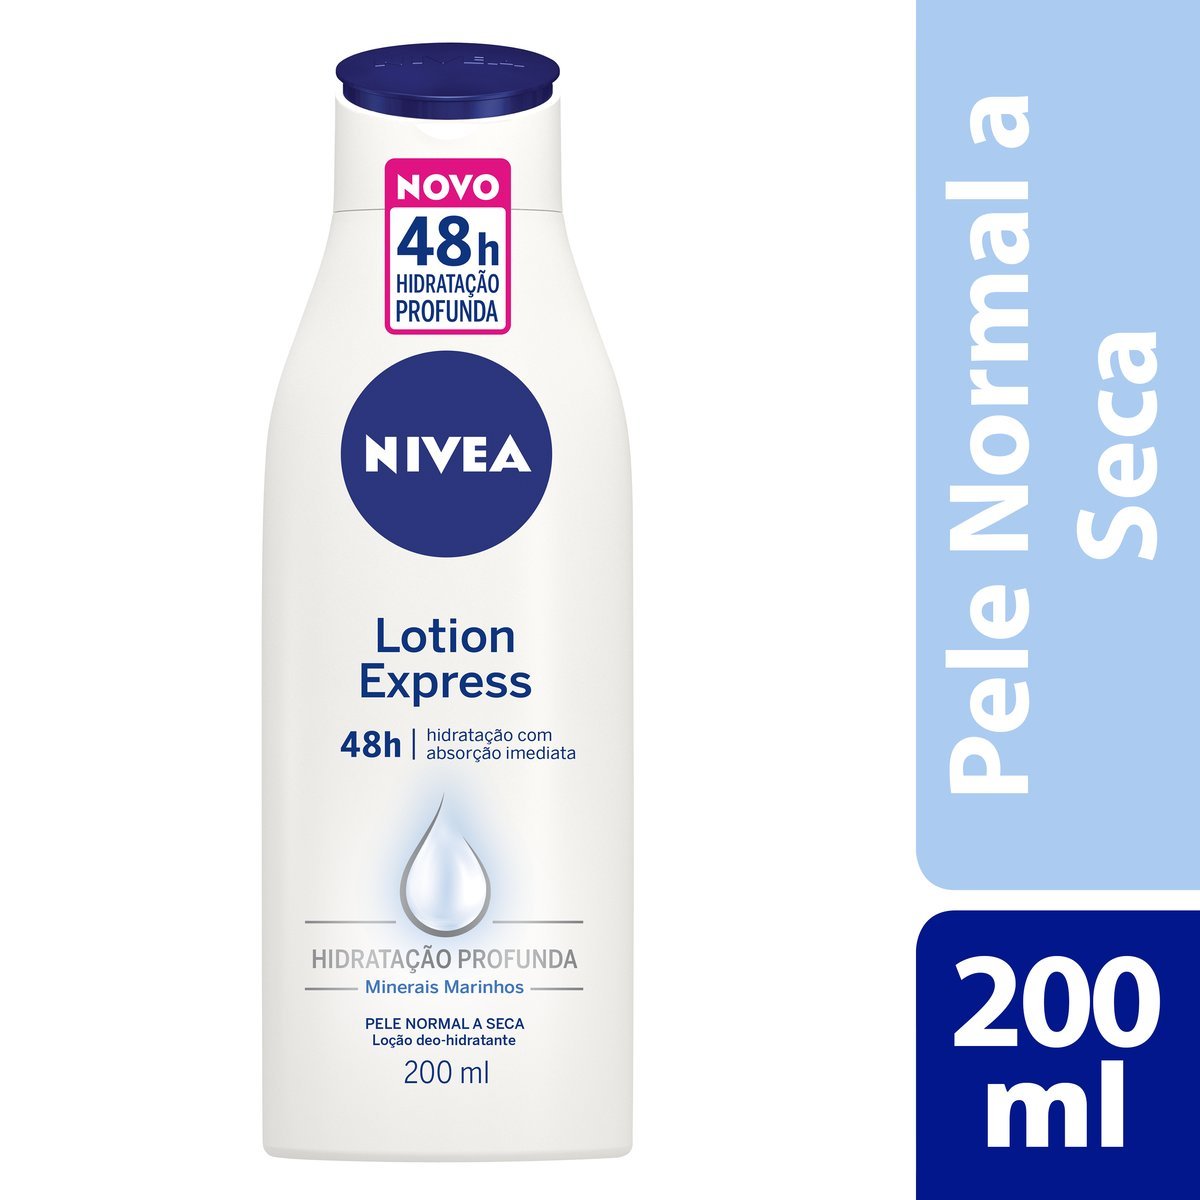 NIVEA
NOVO
48h
HIDRATAÇÃO
PROFUNDA
NIVEA
Lotion
Express
48h
hidratação com
absorção imediata
HIDRATAÇÃO PROFUNDA
Minerais Marinhos
PELE NORMAL A SECA
Loção deo-hidratante
200 ml
Pele Normal a
Seca
200
ml